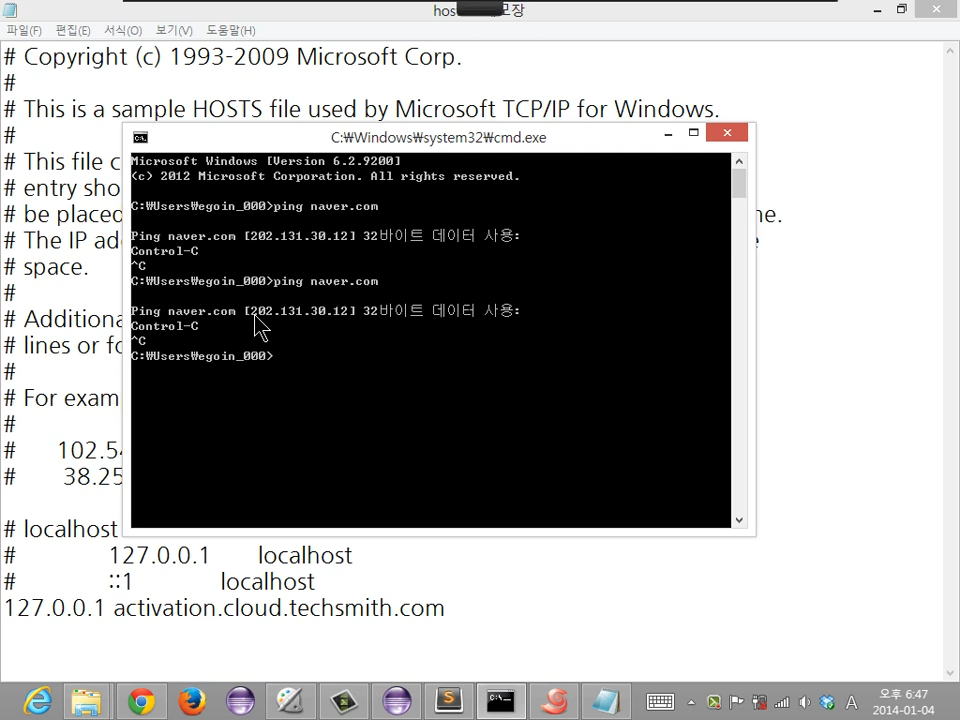 hos 모장
파일(F) 편집(E) 서식(O) 보기(V) 도움말(H)
# Copyright (c) 1993-2009 Microsoft Corp.
#
# This is a sample HOSTS file used by Microsoft TCP/IP for Windows.
#
# This file c
# entry sho
# be placed ne.
# The IP ad
# space.
#
# Additiona
# lines or fo
#
# For exam
#
# 102.54
# 38.25
# localhost
# 127.0.0.1 localhost
# ::1 localhost
127.0.0.1 activation.cloud.techsmith.com
C:\Windows\system32\cmd.exe
Microsoft Windows [Version 6.2.9200]
(c) 2012 Microsoft Corporation. All rights reserved.
C:₩Users₩egoin_000>ping naver.com
Ping naver.com [202.131.30.12] 32바이트 데이터 사용:
Control-C
^C
C:₩Users₩egoin_000>ping naver.com
Ping naver.com [202.131.30.12] 32바이트 데이터 사용:
Control-C
^C
C:₩Users₩egoin_000>
A
오후 6:47
2014-01-04